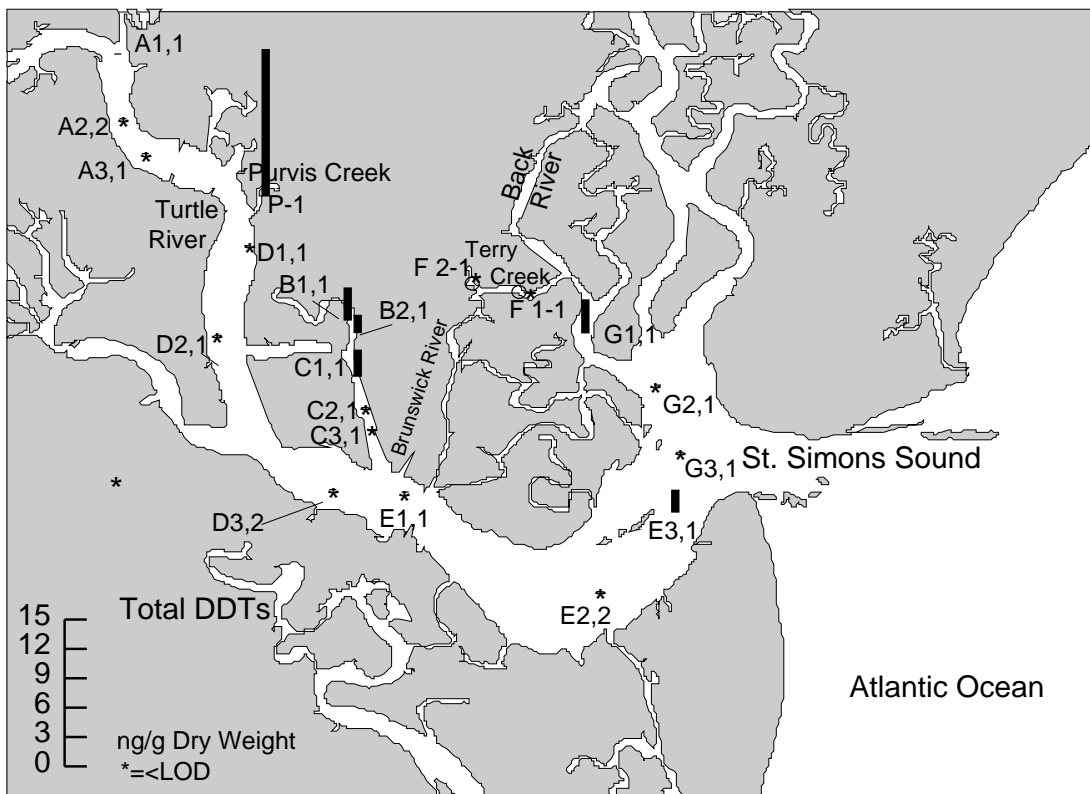 A1,1
A2,2
A3,1
Purvis Creek
P-1
Turtle
River
D1,1
Back
River
Terry
Creek
F 2-1
F 1-1
B1,1
B2,1
G1,1
D2,1
C1,1
C2,1
C3,1
Brunswick River
G2,1
G3,1
St. Simons Sound
D3,2
E1,1
E3,1
E2,2
Total DDTs
15
12
9
6
3
0
ng/g Dry Weight
*=<LOD
Atlantic Ocean